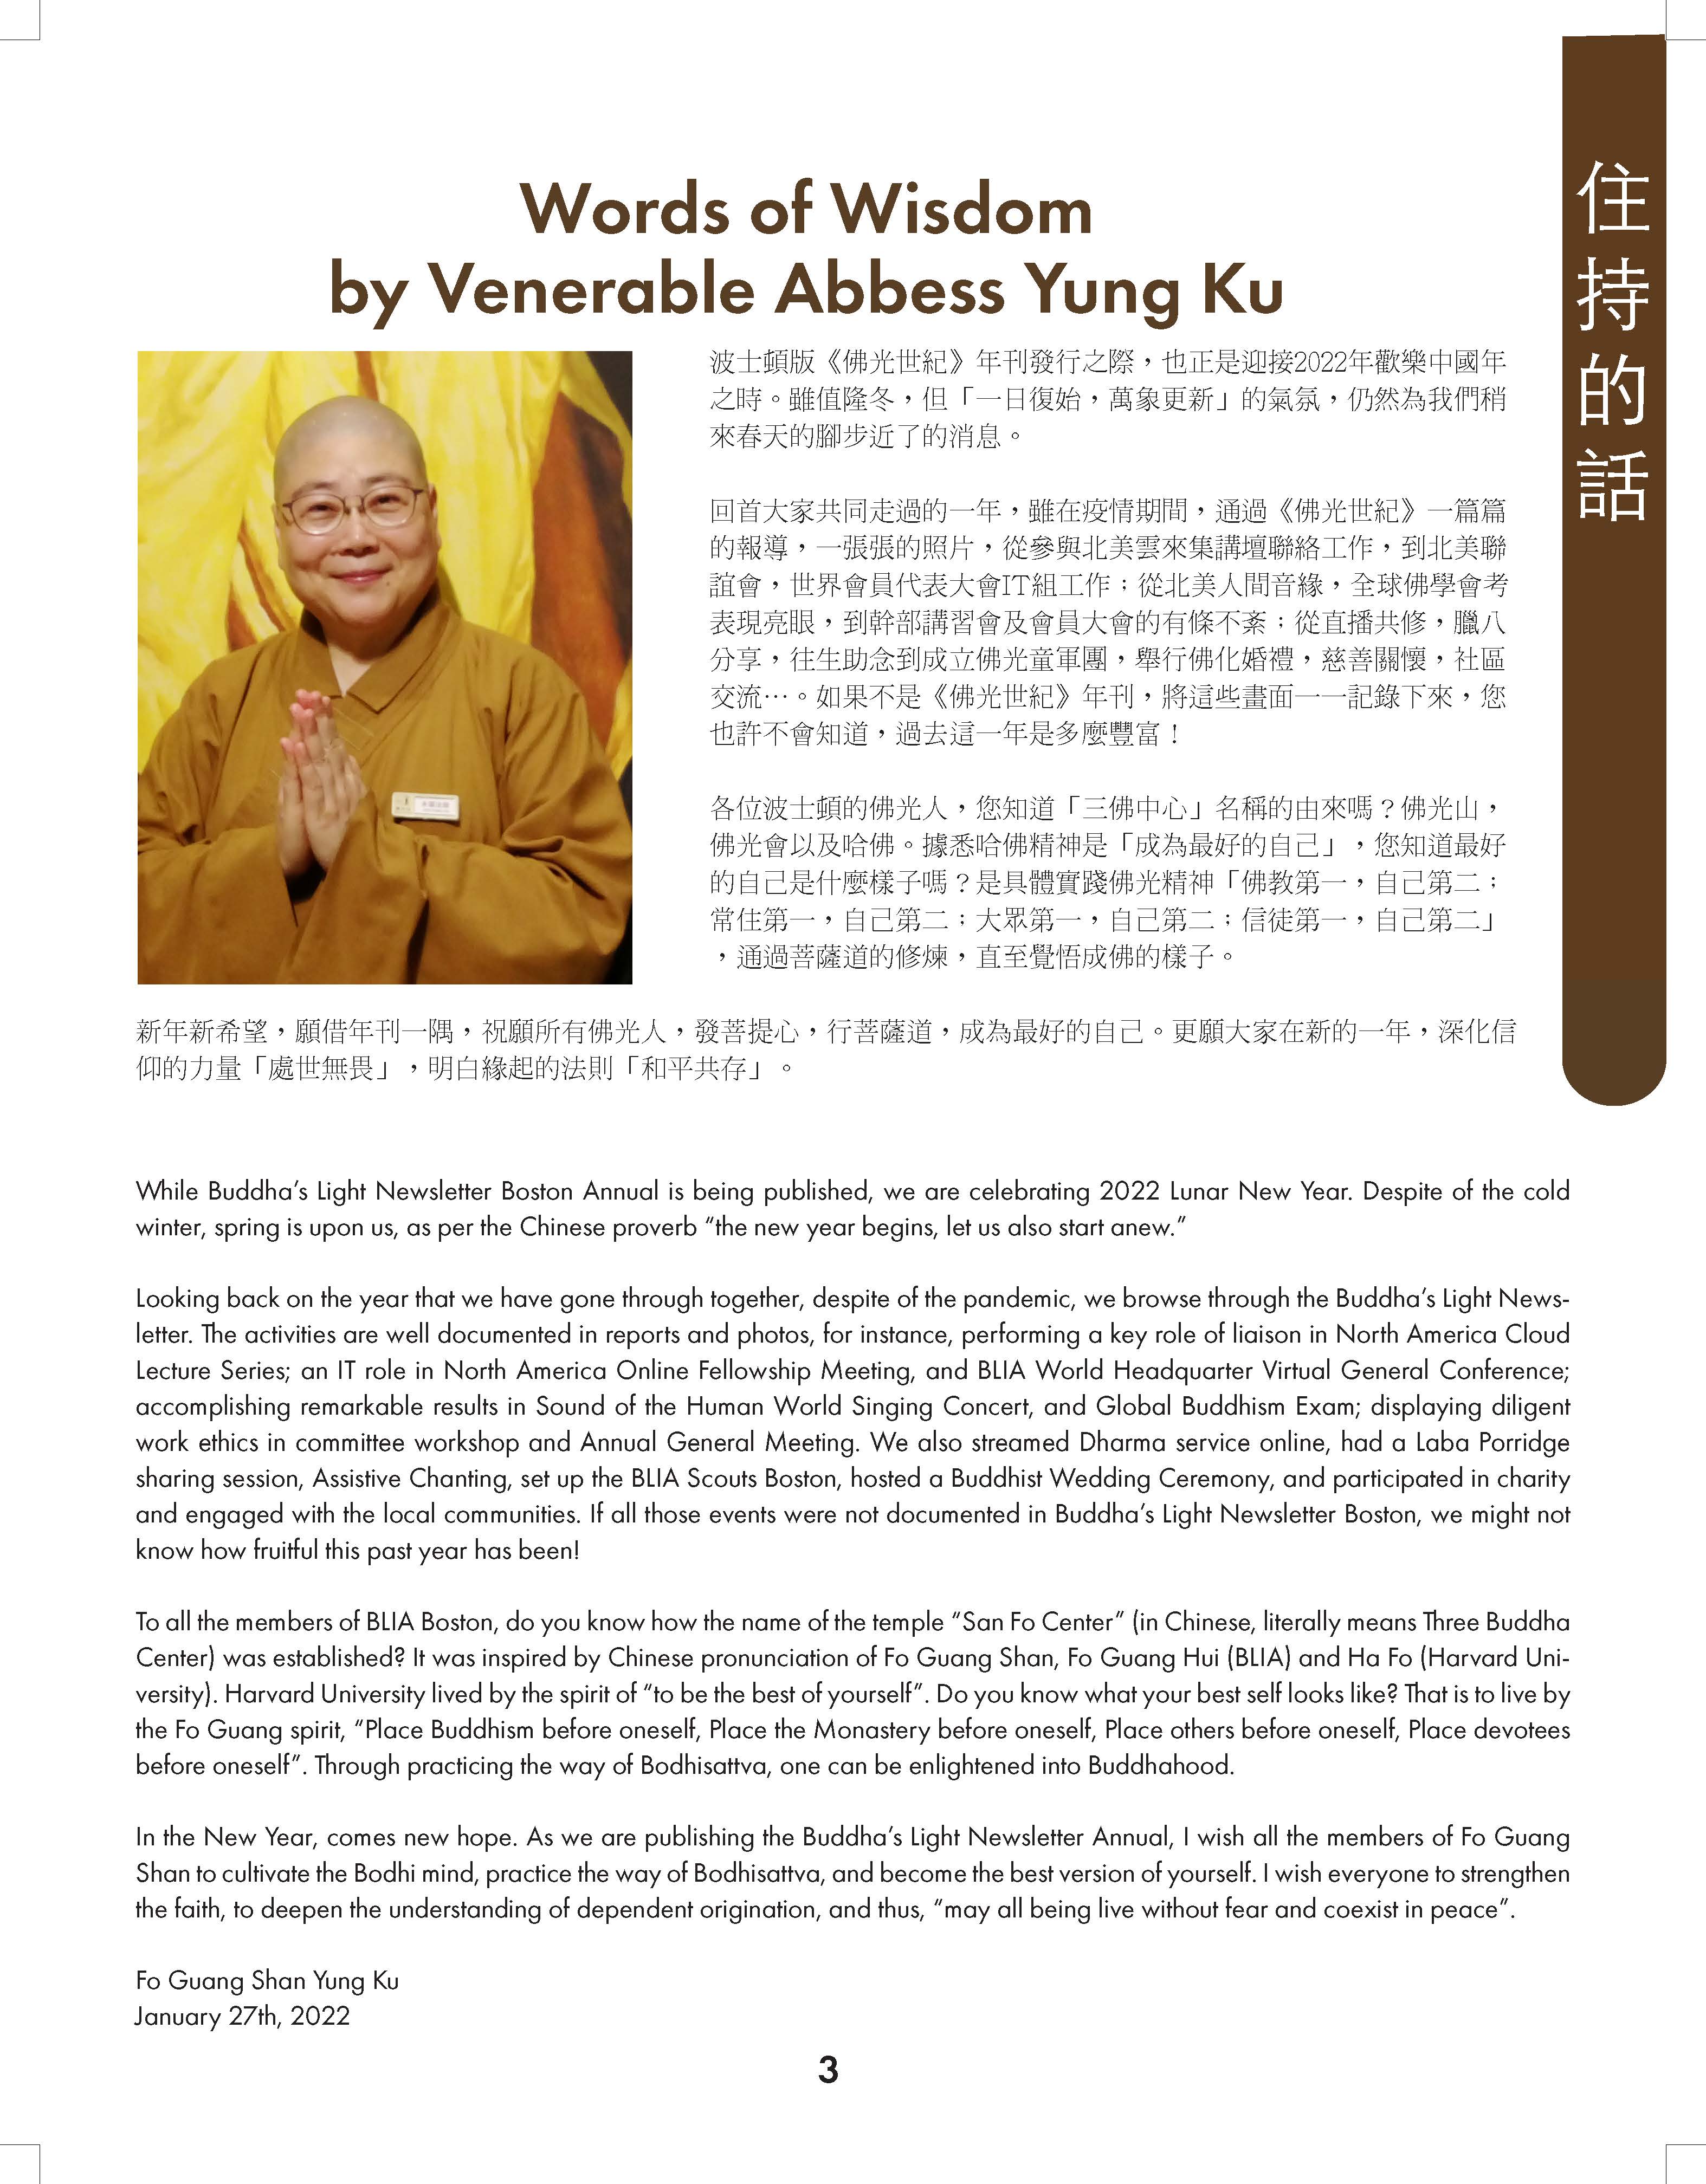 Words of Wisdom
by Venerable Abbess Yung Ku
住持的話
波士頓版《佛光世紀》年刊發行之際，也正是迎接2022年歡樂中國年
之時。雖值隆冬，但「一日復始，萬象更新」的氣氛，仍然為我們稍
來春天的腳步近了的消息。
回首大家共同走過的一年，雖在疫情期間，通過《佛光世紀》一篇篇
的報導，一張張的照片，從參與北美雲來集講壇聯絡工作，到北美聯
誼會，世界會員代表大會IT組工作；從北美人間音緣，全球佛學會考
表現亮眼，到幹部講習會及會員大會的有條不紊；從直播共修，臘八
分享，往生助念到成立佛光童軍團，舉行佛化婚禮，慈善關懷，社區
交流…。如果不是《佛光世紀》年刊，將這些畫面一一記錄下來，您
也許不會知道，過去這一年是多麼豐富！
各位波士頓的佛光人，您知道「三佛中心」名稱的由來嗎？佛光山，
佛光會以及哈佛。據悉哈佛精神是「成為最好的自己」，您知道最好
的自己是什麼樣子嗎？是具體實踐佛光精神「佛教第一，自己第二；
常住第一，自己第二；大眾第一，自己第二；信徒第一，自己第二」
，通過菩薩道的修煉，直至覺悟成佛的樣子。
新年新希望，願借年刊一隅，祝願所有佛光人，發菩提心，行菩薩道，成為最好的自己。更願大家在新的一年，深化信
仰的力量「處世無畏」，明白緣起的法則「和平共存」。
While Buddha’s Light Newsletter Boston Annual is being published, we are celebrating 2022 Lunar New Year. Despite of the cold
winter, spring is upon us, as per the Chinese proverb “the new year begins, let us also start anew.”
Looking back on the year that we have gone through together, despite of the pandemic, we browse through the Buddha’s Light News-
letter. The activities are well documented in reports and photos, for instance, performing a key role of liaison in North America Cloud
Lecture Series; an IT role in North America Online Fellowship Meeting, and BLIA World Headquarter Virtual General Conference;
accomplishing remarkable results in Sound of the Human World Singing Concert, and Global Buddhism Exam; displaying diligent
work ethics in committee workshop and Annual General Meeting. We also streamed Dharma service online, had a Laba Porridge
sharing session, Assistive Chanting, set up the BLIA Scouts Boston, hosted a Buddhist Wedding Ceremony, and participated in charity
and engaged with the local communities. If all those events were not documented in Buddha’s Light Newsletter Boston, we might not
know how fruitful this past year has been!
To all the members of BLIA Boston, do you know how the name of the temple “San Fo Center” (in Chinese, literally means Three Buddha
Center) was established? It was inspired by Chinese pronunciation of Fo Guang Shan, Fo Guang Hui (BLIA) and Ha Fo (Harvard Uni-
versity). Harvard University lived by the spirit of “to be the best of yourself”. Do you know what your best self looks like? That is to live by
the Fo Guang spirit, “Place Buddhism before oneself, Place the Monastery before oneself, Place others before oneself, Place devotees
before oneself”. Through practicing the way of Bodhisattva, one can be enlightened into Buddhahood.
In the New Year, comes new hope. As we are publishing the Buddha’s Light Newsletter Annual, I wish all the members of Fo Guang
Shan to cultivate the Bodhi mind, practice the way of Bodhisattva, and become the best version of yourself. I wish everyone to strengthen
the faith, to deepen the understanding of dependent origination, and thus, “may all being live without fear and coexist in peace”.
Fo Guang Shan Yung Ku
January 27th, 2022
3